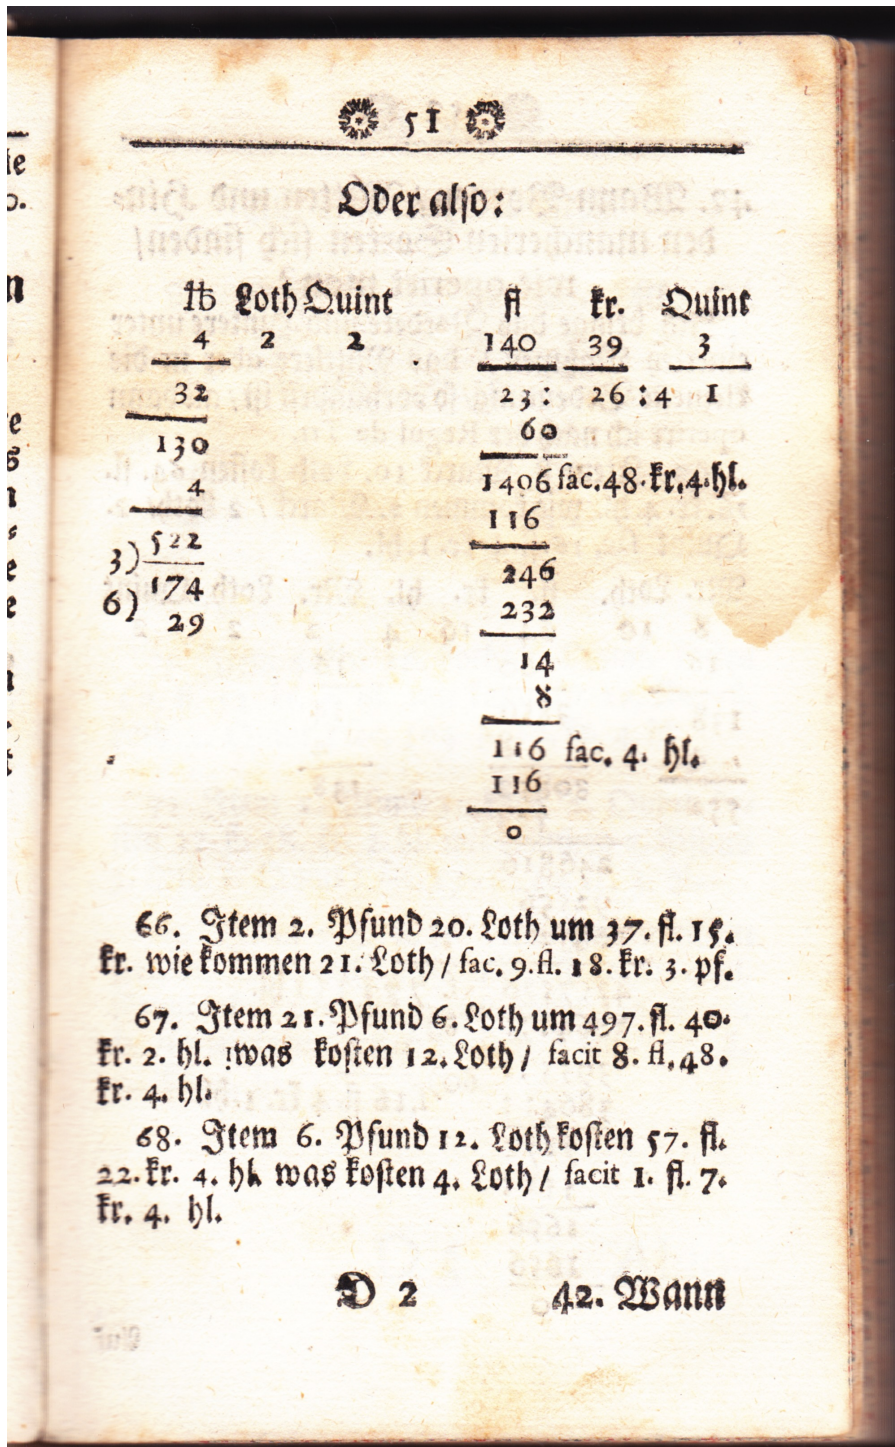 51
Oder also:
℔ Loth Quint fl kr. Quint
4 2 2 140 39 3
32 23: 26:4 1
130 60
4 1406 fac. 48. kr. 4. hl.
522 116
3) 174 246
6) 29 232
14
8
116 fac. 4. hl.
116
0
66. Item 2. Pfund 20. Loth um 37. fl. 15.
kr. wie kommen 21. Loth / fac. 9. fl. 18. kr. 3. pf.
67. Item 21. Pfund 6. Loth um 497. fl. 40.
kr. 2. hl. was kosten 12. Loth / facit 8. fl. 48.
kr. 4. hl.
68. Item 6. Pfund 12. Loth kosten 57. fl.
22. kr. 4. hl. was kosten 4. Loth / facit 1. fl. 7.
kr. 4. hl.
D 2 42. Wann